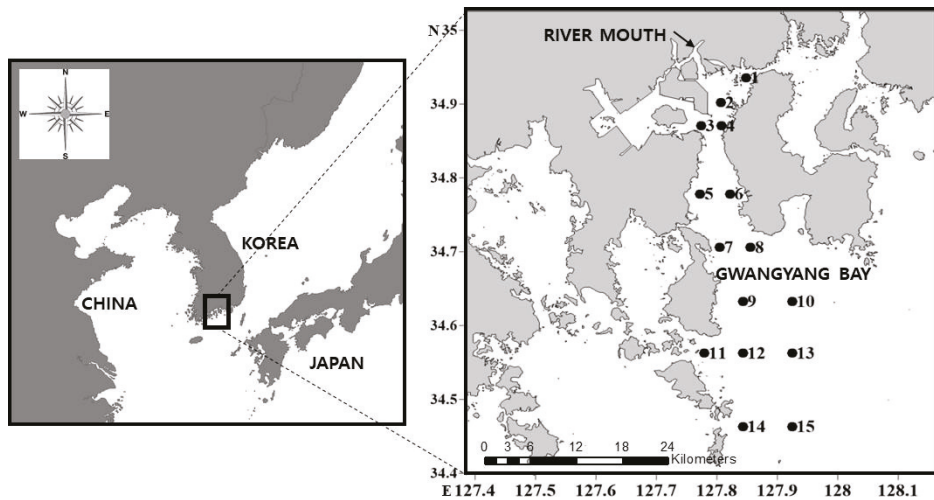 N
W
E
S
KOREA
CHINA
JAPAN
N35
34.9
34.8
34.7
34.6
34.5
34.4
RIVER MOUTH
1
2
3
4
5
6
7
8
GWANGYANG BAY
9
10
11
12
13
14
15
0 3 6 12 18 24
Kilometers
E127.4 127.5 127.6 127.7 127.8 127.9 128 128.1